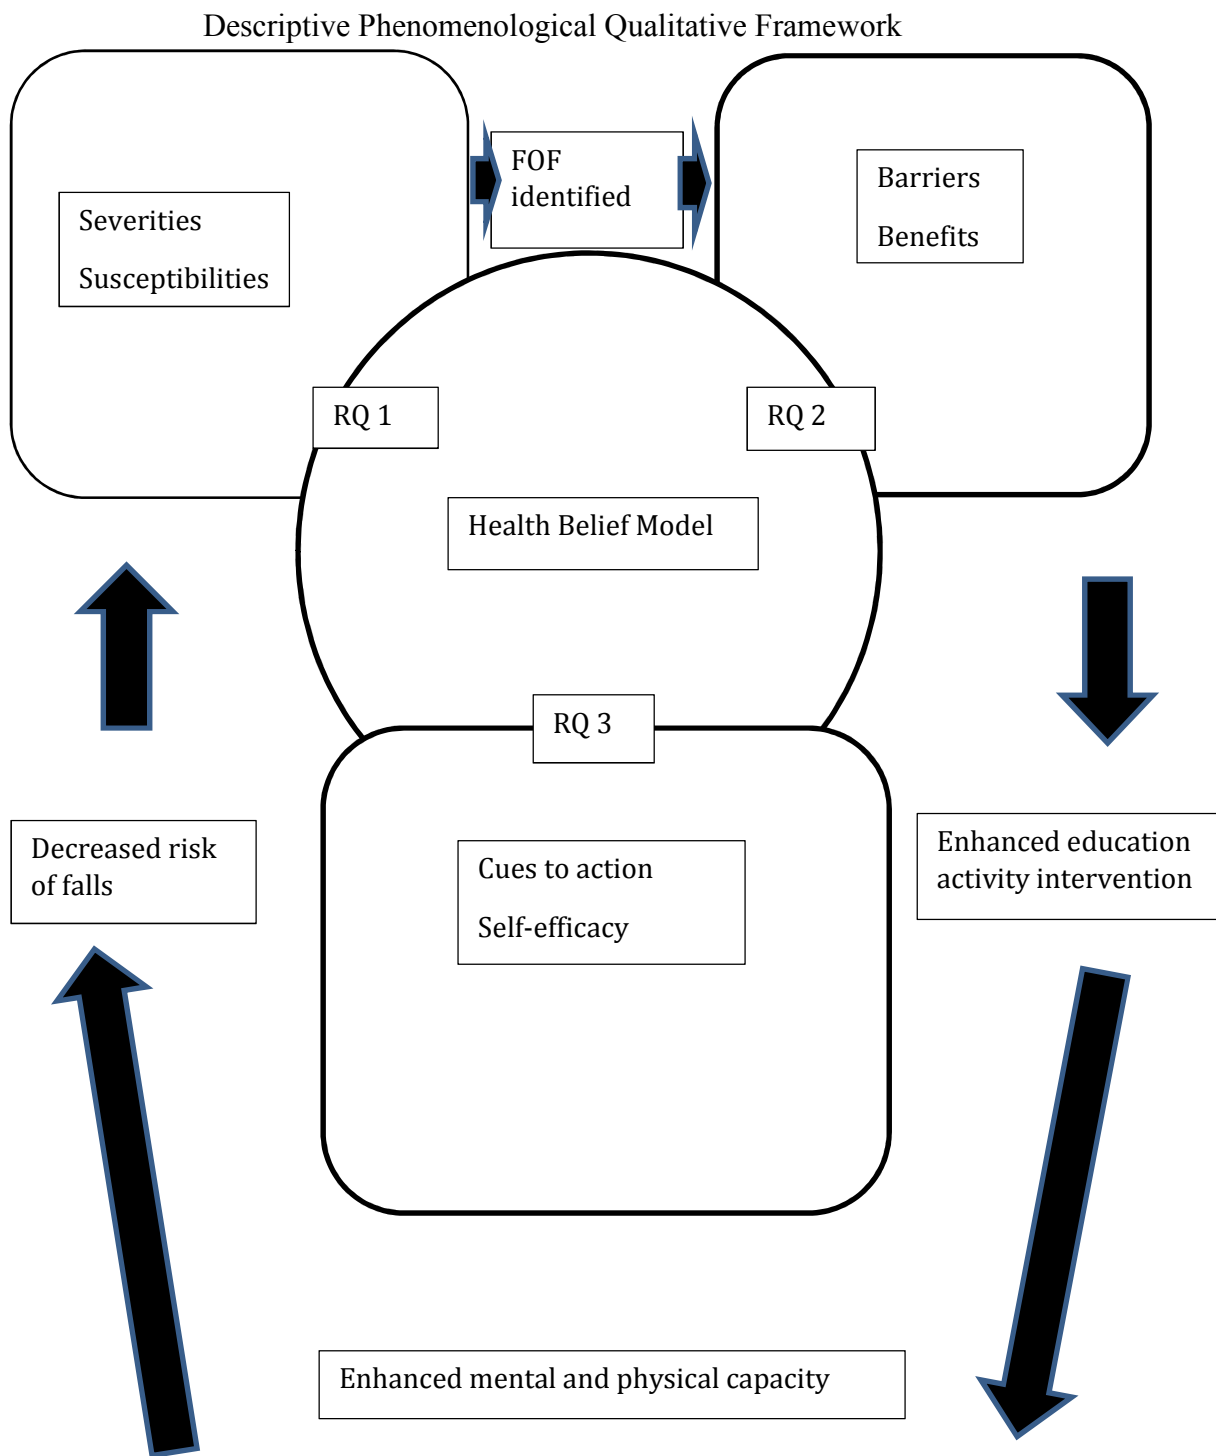 Descriptive Phenomenological Qualitative Framework
FOF
identified
Severities
Susceptibilities
Barriers
Benefits
RQ 1
RQ 2
Health Belief Model
RQ 3
Decreased risk
of falls
Cues to action
Self-efficacy
Enhanced education
activity intervention
Enhanced mental and physical capacity